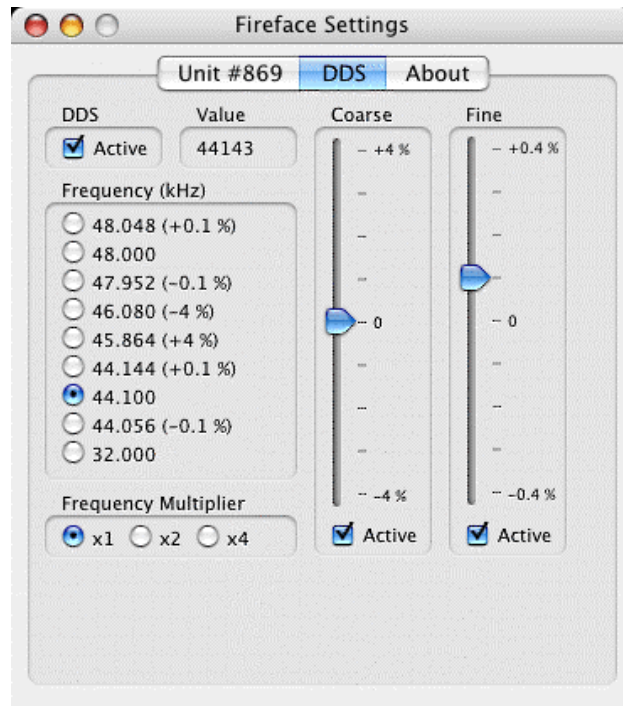 Fireface Settings
Unit #869 DDS About
DDS Value Coarse Fine
Active 44143
Frequency (kHz)
48.048 (+0.1 %)
48.000
47.952 (−0.1 %)
46.080 (−4 %)
45.864 (+4 %)
44.144 (+0.1 %)
44.100
44.056 (−0.1 %)
32.000
Frequency Multiplier
x1 x2 x4
+4 %
0
−4 %
Active
+0.4 %
0
−0.4 %
Active